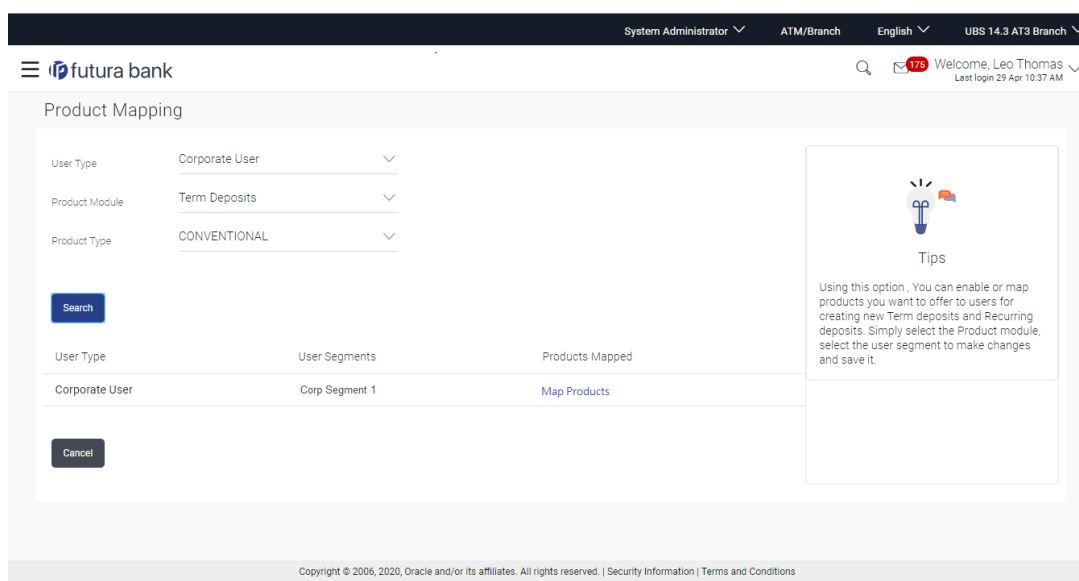 System Administrator ATM/Branch English UBS 14.3 AT3 Branch
futura bank 175 Welcome, Leo Thomas
Last login 29 Apr 10:37 AM
Product Mapping
User Type Corporate User
Product Module Term Deposits
Product Type CONVENTIONAL
Search
User Type User Segments Products Mapped
Corporate User Corp Segment 1 Map Products
Cancel
Tips
Using this option , You can enable or map
products you want to offer to users for
creating new Term deposits and Recurring
deposits. Simply select the Product module,
select the user segment to make changes
and save it.
Copyright © 2006, 2020, Oracle and/or its affiliates. All rights reserved. | Security Information | Terms and Conditions